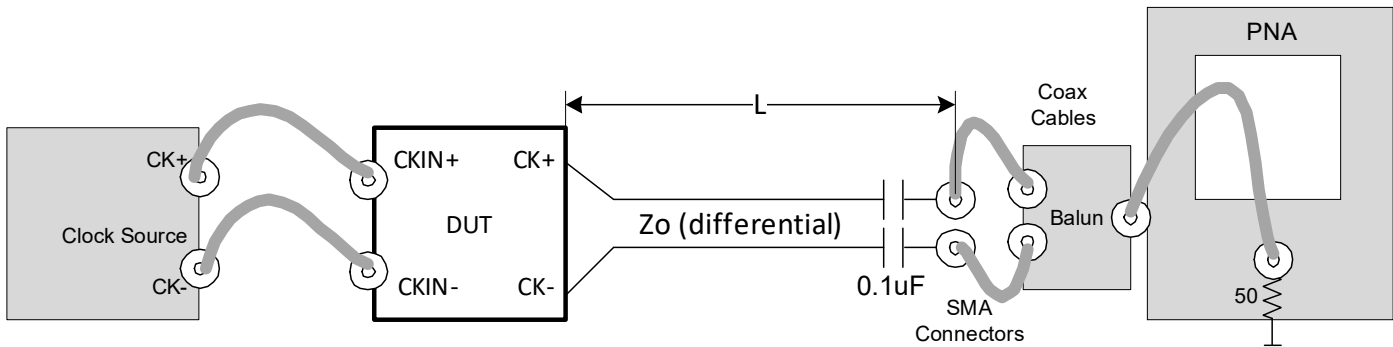 PNA
L
Coax
Cables
CK+
CKIN+
CK+
Clock Source
DUT
Zo (differential)
Balun
CK-
CKIN-
CK-
0.1uF
SMA
Connectors
50